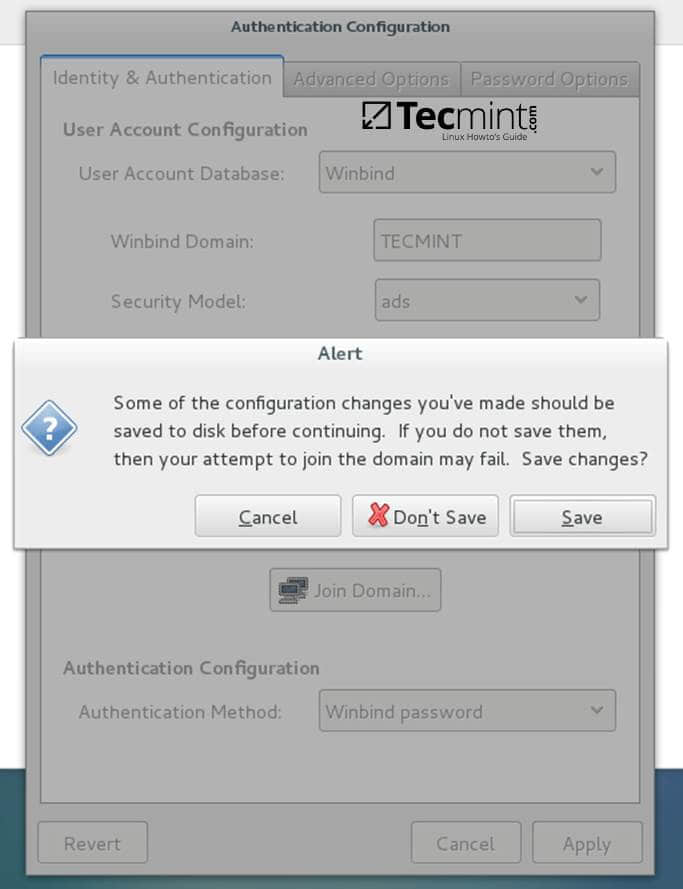 Authentication Configuration
Identity & Authentication Advanced Options Password Options
Tecmint.com
Linux Howto's Guide
User Account Configuration
User Account Database: Winbind
Winbind Domain: TECMINT
Security Model: ads
Alert
?
Some of the configuration changes you've made should be
saved to disk before continuing. If you do not save them,
then your attempt to join the domain may fail. Save changes?
Cancel Don't Save Save
Join Domain...
Authentication Configuration
Authentication Method: Winbind password
Revert Cancel Apply